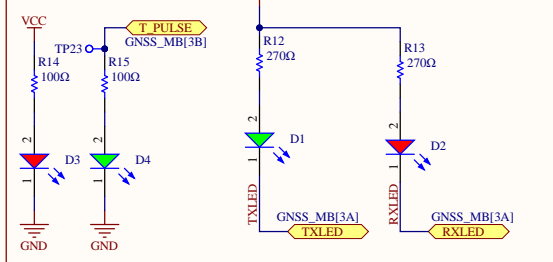 VCC
T_PULSE
GNSS_MB[3B]
TP23
R14
100Ω
R15
100Ω
R12
270Ω
R13
270Ω
2
D3
1
2
D4
1
2
D1
1
2
D2
1
TXLED
RXLED
GNSS_MB[3A]
TXLED
GNSS_MB[3A]
RXLED
GND
GND